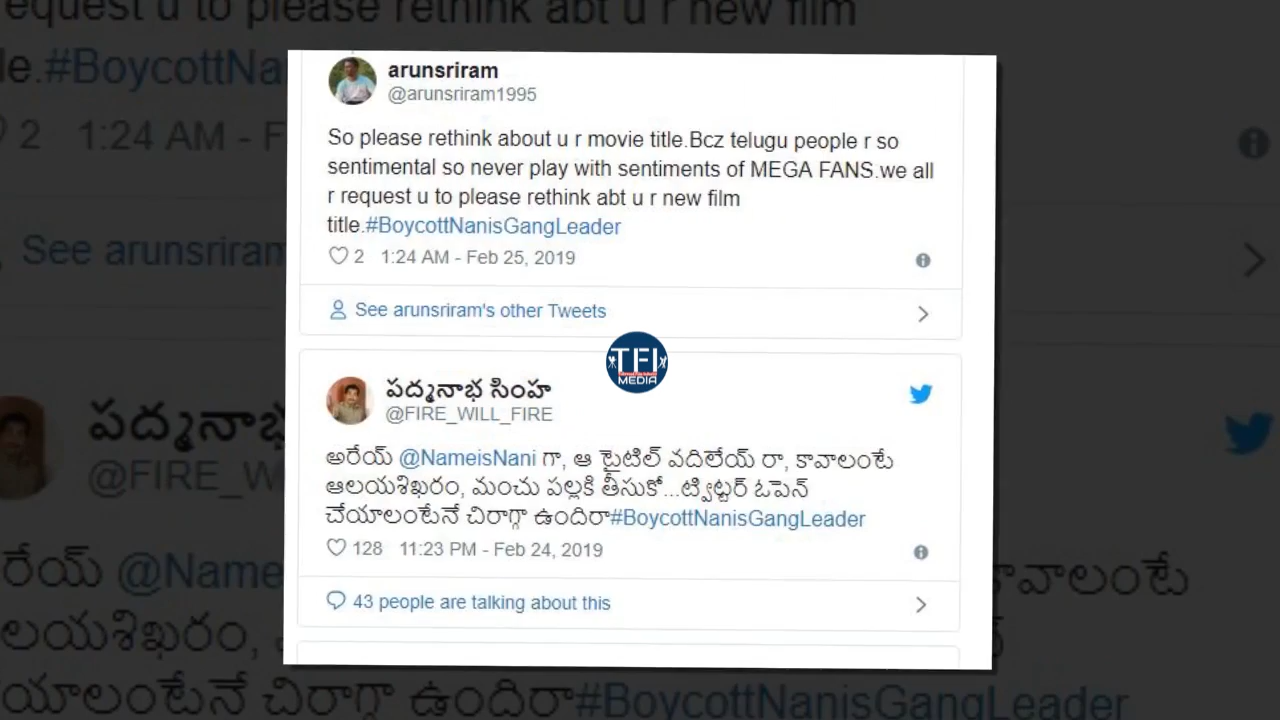 request u to please rethink abt u r new film
le.#BoycottNa
2 1:24 AM - F
See arunsriram
arunsriram
@arunsriram1995
So please rethink about u r movie title.Bcz telugu people r so
sentimental so never play with sentiments of MEGA FANS.we all
r request u to please rethink abt u r new film
title.#BoycottNanisGangLeader
2 1:24 AM - Feb 25, 2019
See arunsriram's other Tweets
TFI
MEDIA
పద్మనాభ సింహ
@FIRE_WILL_FIRE
అరేయ్ @NameisNani గా, ఆ టైటిల్ వదిలేయ్ రా, కావాలంటే
ఆలయశిఖరం, మంచు పల్లకి తీసుకో...ట్విట్టర్ ఓపెన్
చేయాలంటేనే చిరాగ్గా ఉందిరా#BoycottNanisGangLeader
128 11:23 PM - Feb 24, 2019
43 people are talking about this
పద్మనాభ
@FIRE_W
రేయ్ @Name
కావాలంటే
లయశిఖరం,
యాలంటేనే చిరాగ్గా ఉందిరా#BoycottNanisGangLeader